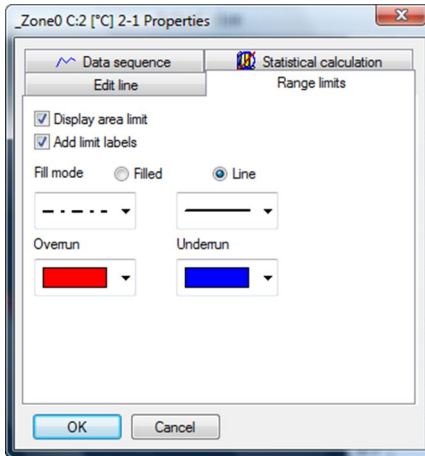 _Zone0 C:2 [°C] 2-1 Properties
Data sequence
Statistical calculation
Edit line
Range limits
Display area limit
Add limit labels
Fill mode Filled Line
Overrun Underrun
OK Cancel